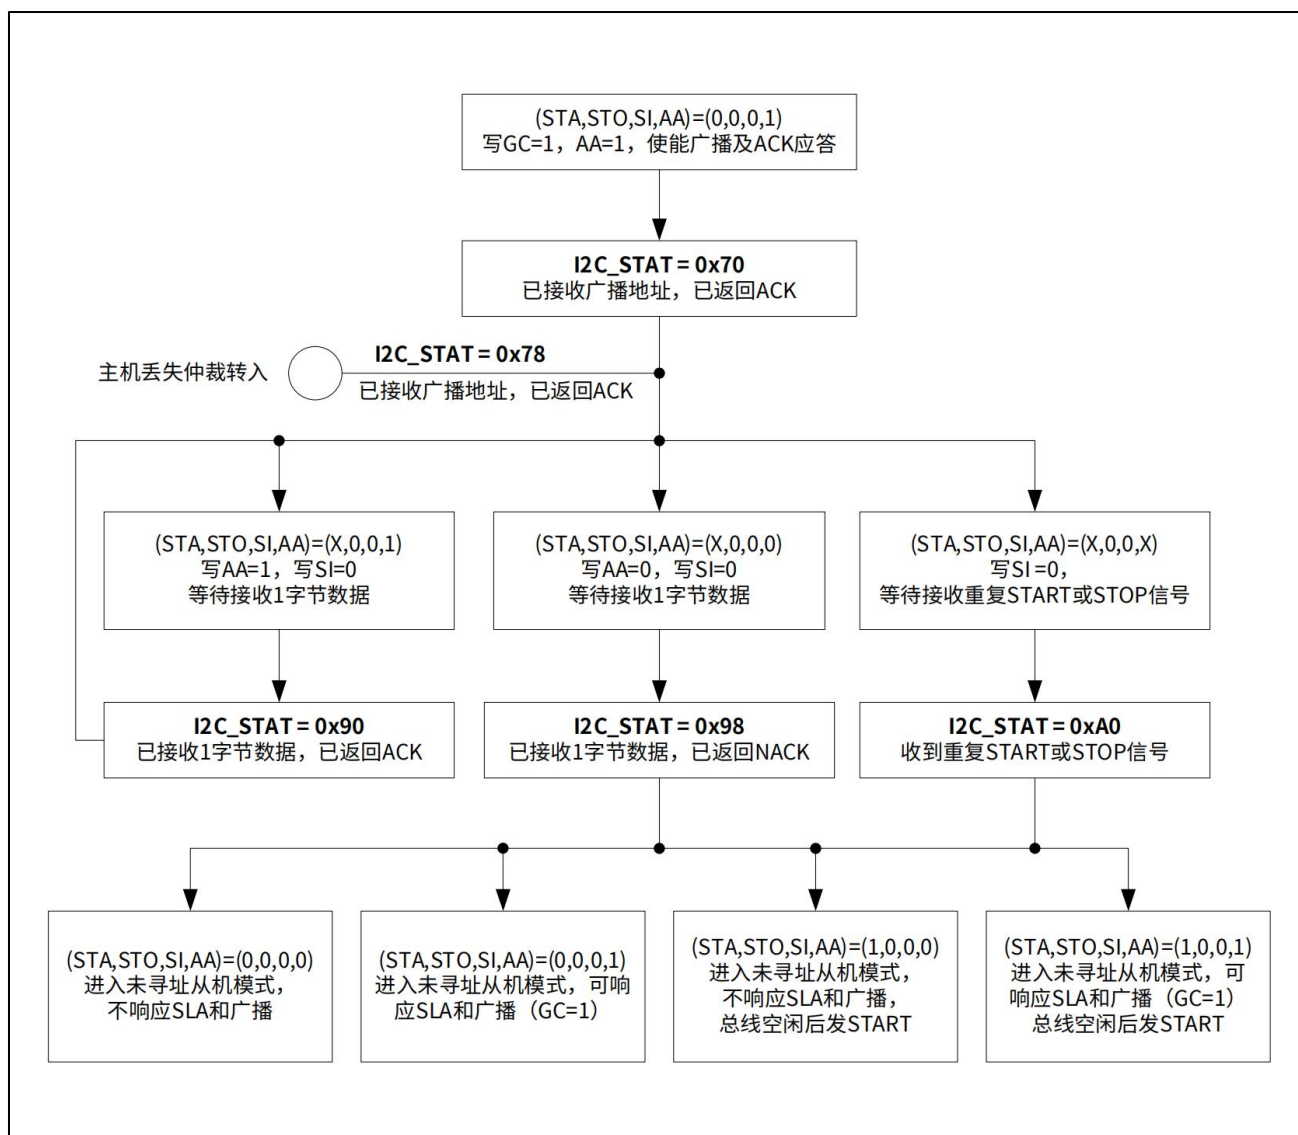 (STA,STO,SI,AA)=(0,0,0,1)
写GC=1，AA=1，使能广播及ACK应答
I2C_STAT = 0x70
已接收广播地址，已返回ACK
主机丢失仲裁转入
I2C_STAT = 0x78
已接收广播地址，已返回ACK
(STA,STO,SI,AA)=(X,0,0,1)
写AA=1，写SI=0
等待接收1字节数据
(STA,STO,SI,AA)=(X,0,0,0)
写AA=0，写SI=0
等待接收1字节数据
(STA,STO,SI,AA)=(X,0,0,X)
写SI =0，
等待接收重复START或STOP信号
I2C_STAT = 0x90
已接收1字节数据，已返回ACK
I2C_STAT = 0x98
已接收1字节数据，已返回NACK
I2C_STAT = 0xA0
收到重复START或STOP信号
(STA,STO,SI,AA)=(0,0,0,0)
进入未寻址从机模式，
不响应SLA和广播
(STA,STO,SI,AA)=(0,0,0,1)
进入未寻址从机模式，可响
应SLA和广播（GC=1）
(STA,STO,SI,AA)=(1,0,0,0)
进入未寻址从机模式，
不响应SLA和广播，
总线空闲后发START
(STA,STO,SI,AA)=(1,0,0,1)
进入未寻址从机模式，可
响应SLA和广播（GC=1）
总线空闲后发START